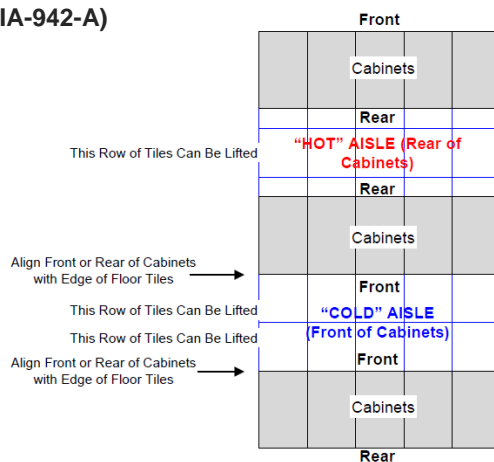 IA-942-A)
Front
Cabinets
Rear
This Row of Tiles Can Be Lifted
“HOT” AISLE (Rear of
Cabinets)
Rear
Cabinets
Align Front or Rear of Cabinets
with Edge of Floor Tiles
Front
This Row of Tiles Can Be Lifted
“COLD” AISLE
(Front of Cabinets)
This Row of Tiles Can Be Lifted
Front
Align Front or Rear of Cabinets
with Edge of Floor Tiles
Cabinets
Rear